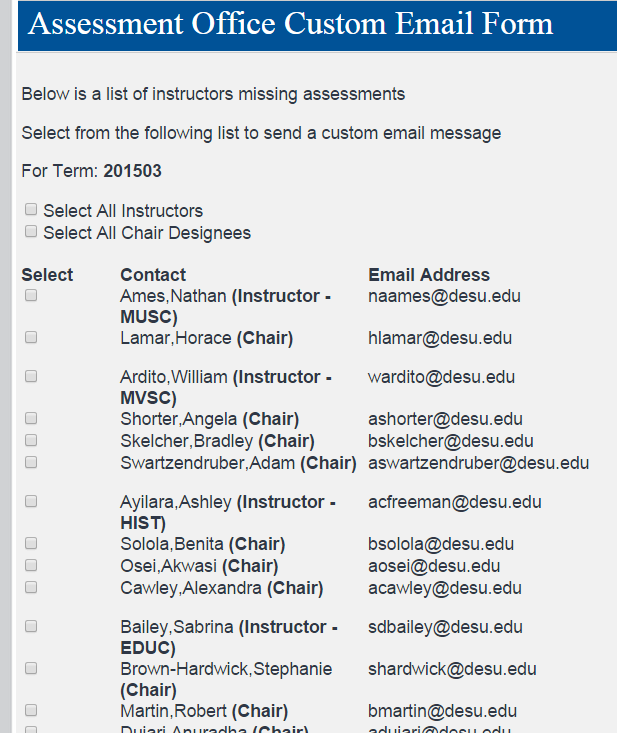 Assessment Office Custom Email Form
Below is a list of instructors missing assessments
Select from the following list to send a custom email message
For Term: 201503
Select All Instructors
Select All Chair Designees
Select Contact Email Address
Ames,Nathan (Instructor - naames@desu.edu
MUSC)
Lamar,Horace (Chair) hlamar@desu.edu
Ardito,William (Instructor - wardito@desu.edu
MVSC)
Shorter,Angela (Chair) ashorter@desu.edu
Skelcher,Bradley (Chair) bskelcher@desu.edu
Swartzendruber,Adam (Chair) aswartzendruber@desu.edu
Ayilara,Ashley (Instructor - acfreeman@desu.edu
HIST)
Solola,Benita (Chair) bsolola@desu.edu
Osei,Akwasi (Chair) aosei@desu.edu
Cawley,Alexandra (Chair) acawley@desu.edu
Bailey,Sabrina (Instructor - sdbailey@desu.edu
EDUC)
Brown-Hardwick,Stephanie shardwick@desu.edu
(Chair)
Martin,Robert (Chair) bmartin@desu.edu
(Chair)